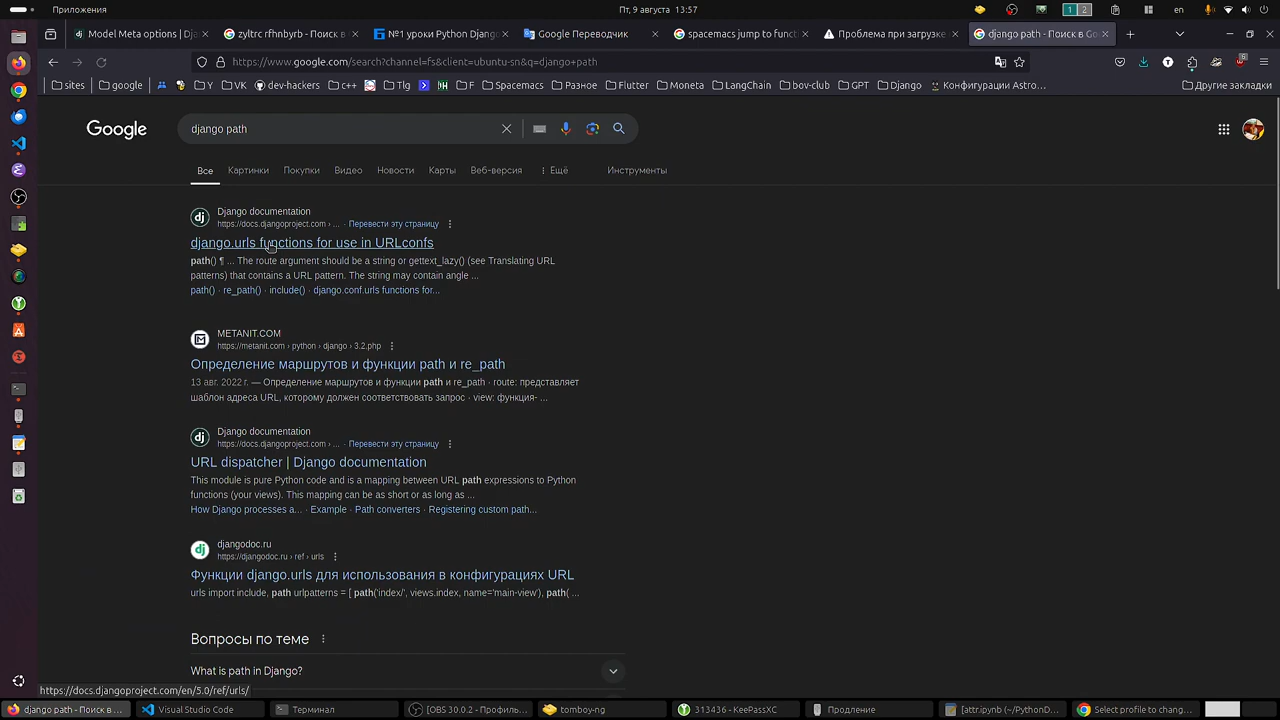 Приложения
Пт, 9 августа 13:57
1 2
en
Model Meta options | Dj
zyltrc rfhnbyrb - Поиск в
№1 уроки Python Django
Google Переводчик
spacemacs jump to funct
Проблема при загрузке
django path - Поиск в Go
https://www.google.com/search?channel=fs&client=ubuntu-sn&q=django+path
sites
google
Y
VK
dev-hackers
c++
Tlg
F
Spacemacs
Разное
Flutter
Moneta
LangChain
bov-club
GPT
Django
Конфигурации Astro...
Другие закладки
Google
django path
Все
Картинки
Покупки
Видео
Новости
Карты
Веб-версия
Ещё
Инструменты
Django documentation
https://docs.djangoproject.com › ... · Перевести эту страницу
django.urls functions for use in URLconfs
path() ¶ ... The route argument should be a string or gettext_lazy() (see Translating URL
patterns) that contains a URL pattern. The string may contain angle ...
path() · re_path() · include() · django.conf.urls functions for...
METANIT.COM
https://metanit.com › python › django › 3.2.php
Определение маршрутов и функции path и re_path
13 авг. 2022 г. — Определение маршрутов и функции path и re_path · route: представляет
шаблон адреса URL, которому должен соответствовать запрос · view: функция- ...
Django documentation
https://docs.djangoproject.com › ... · Перевести эту страницу
URL dispatcher | Django documentation
This module is pure Python code and is a mapping between URL path expressions to Python
functions (your views). This mapping can be as short or as long as ...
How Django processes a... · Example · Path converters · Registering custom path...
djangodoc.ru
https://djangodoc.ru › ref › urls
Функции django.urls для использования в конфигурациях URL
urls import include, path urlpatterns = [ path('index/', views.index, name='main-view'), path( ...
Вопросы по теме
What is path in Django?
https://docs.djangoproject.com/en/5.0/ref/urls/
django path - Поиск в...
Visual Studio Code
Терминал
[OBS 30.0.2 - Профиль...
tomboy-ng
313436 - KeePassXC
Продление
[attr.ipynb (~/PythonD...
Select profile to chang...